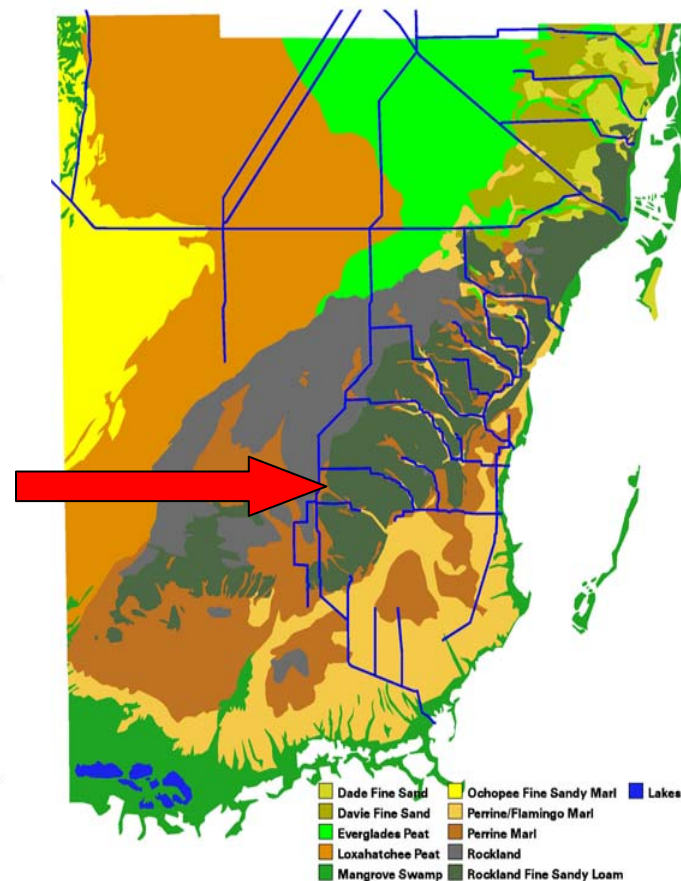 Dade Fine Sand
Davie Fine Sand
Everglades Peat
Loxahatchee Peat
Mangrove Swamp
Ochopee Fine Sandy Marl
Perrine/Flamingo Marl
Perrine Marl
Rockland
Rockland Fine Sandy Loam
Lakes